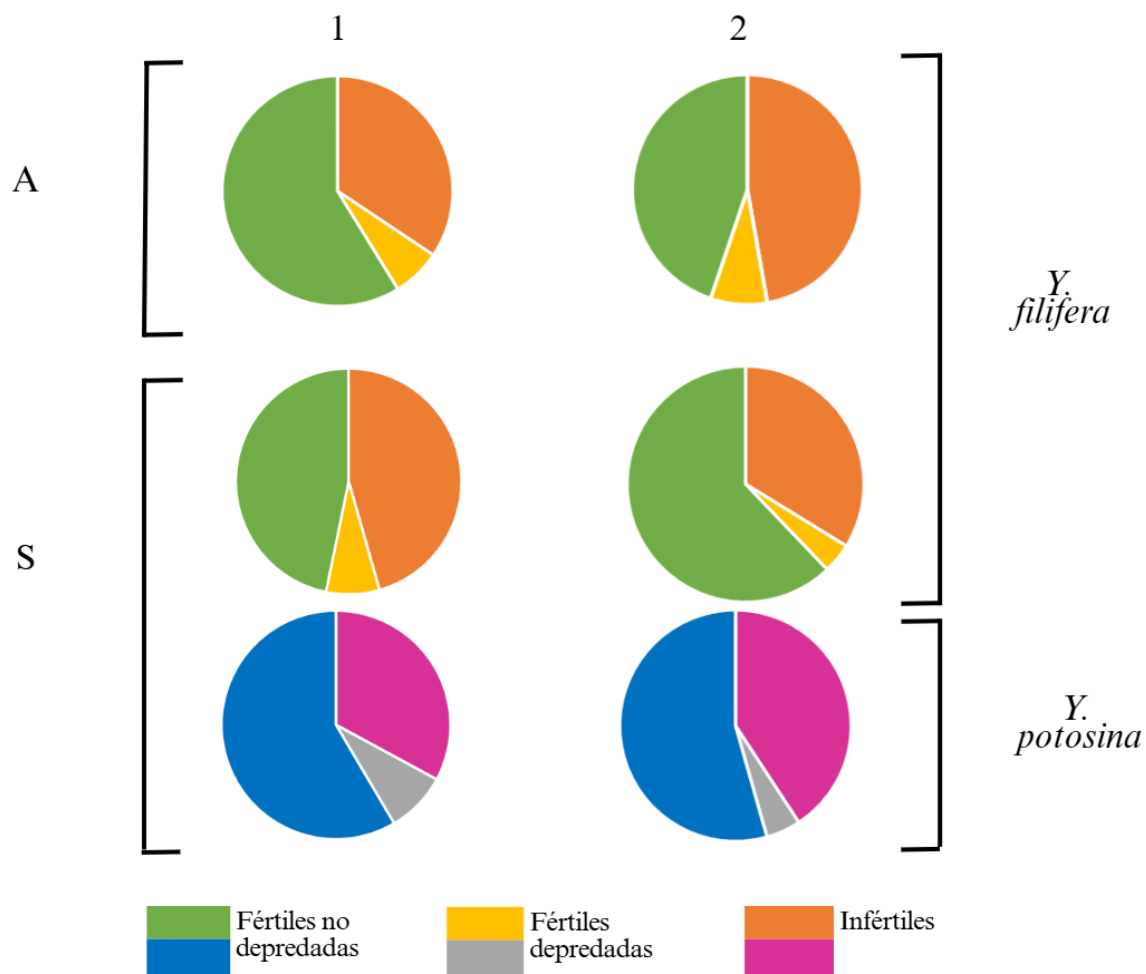 1
2
A
Y.
filifera
S
Y.
potosina
Fértiles no
depredadas
Fértiles
depredadas
Infértiles